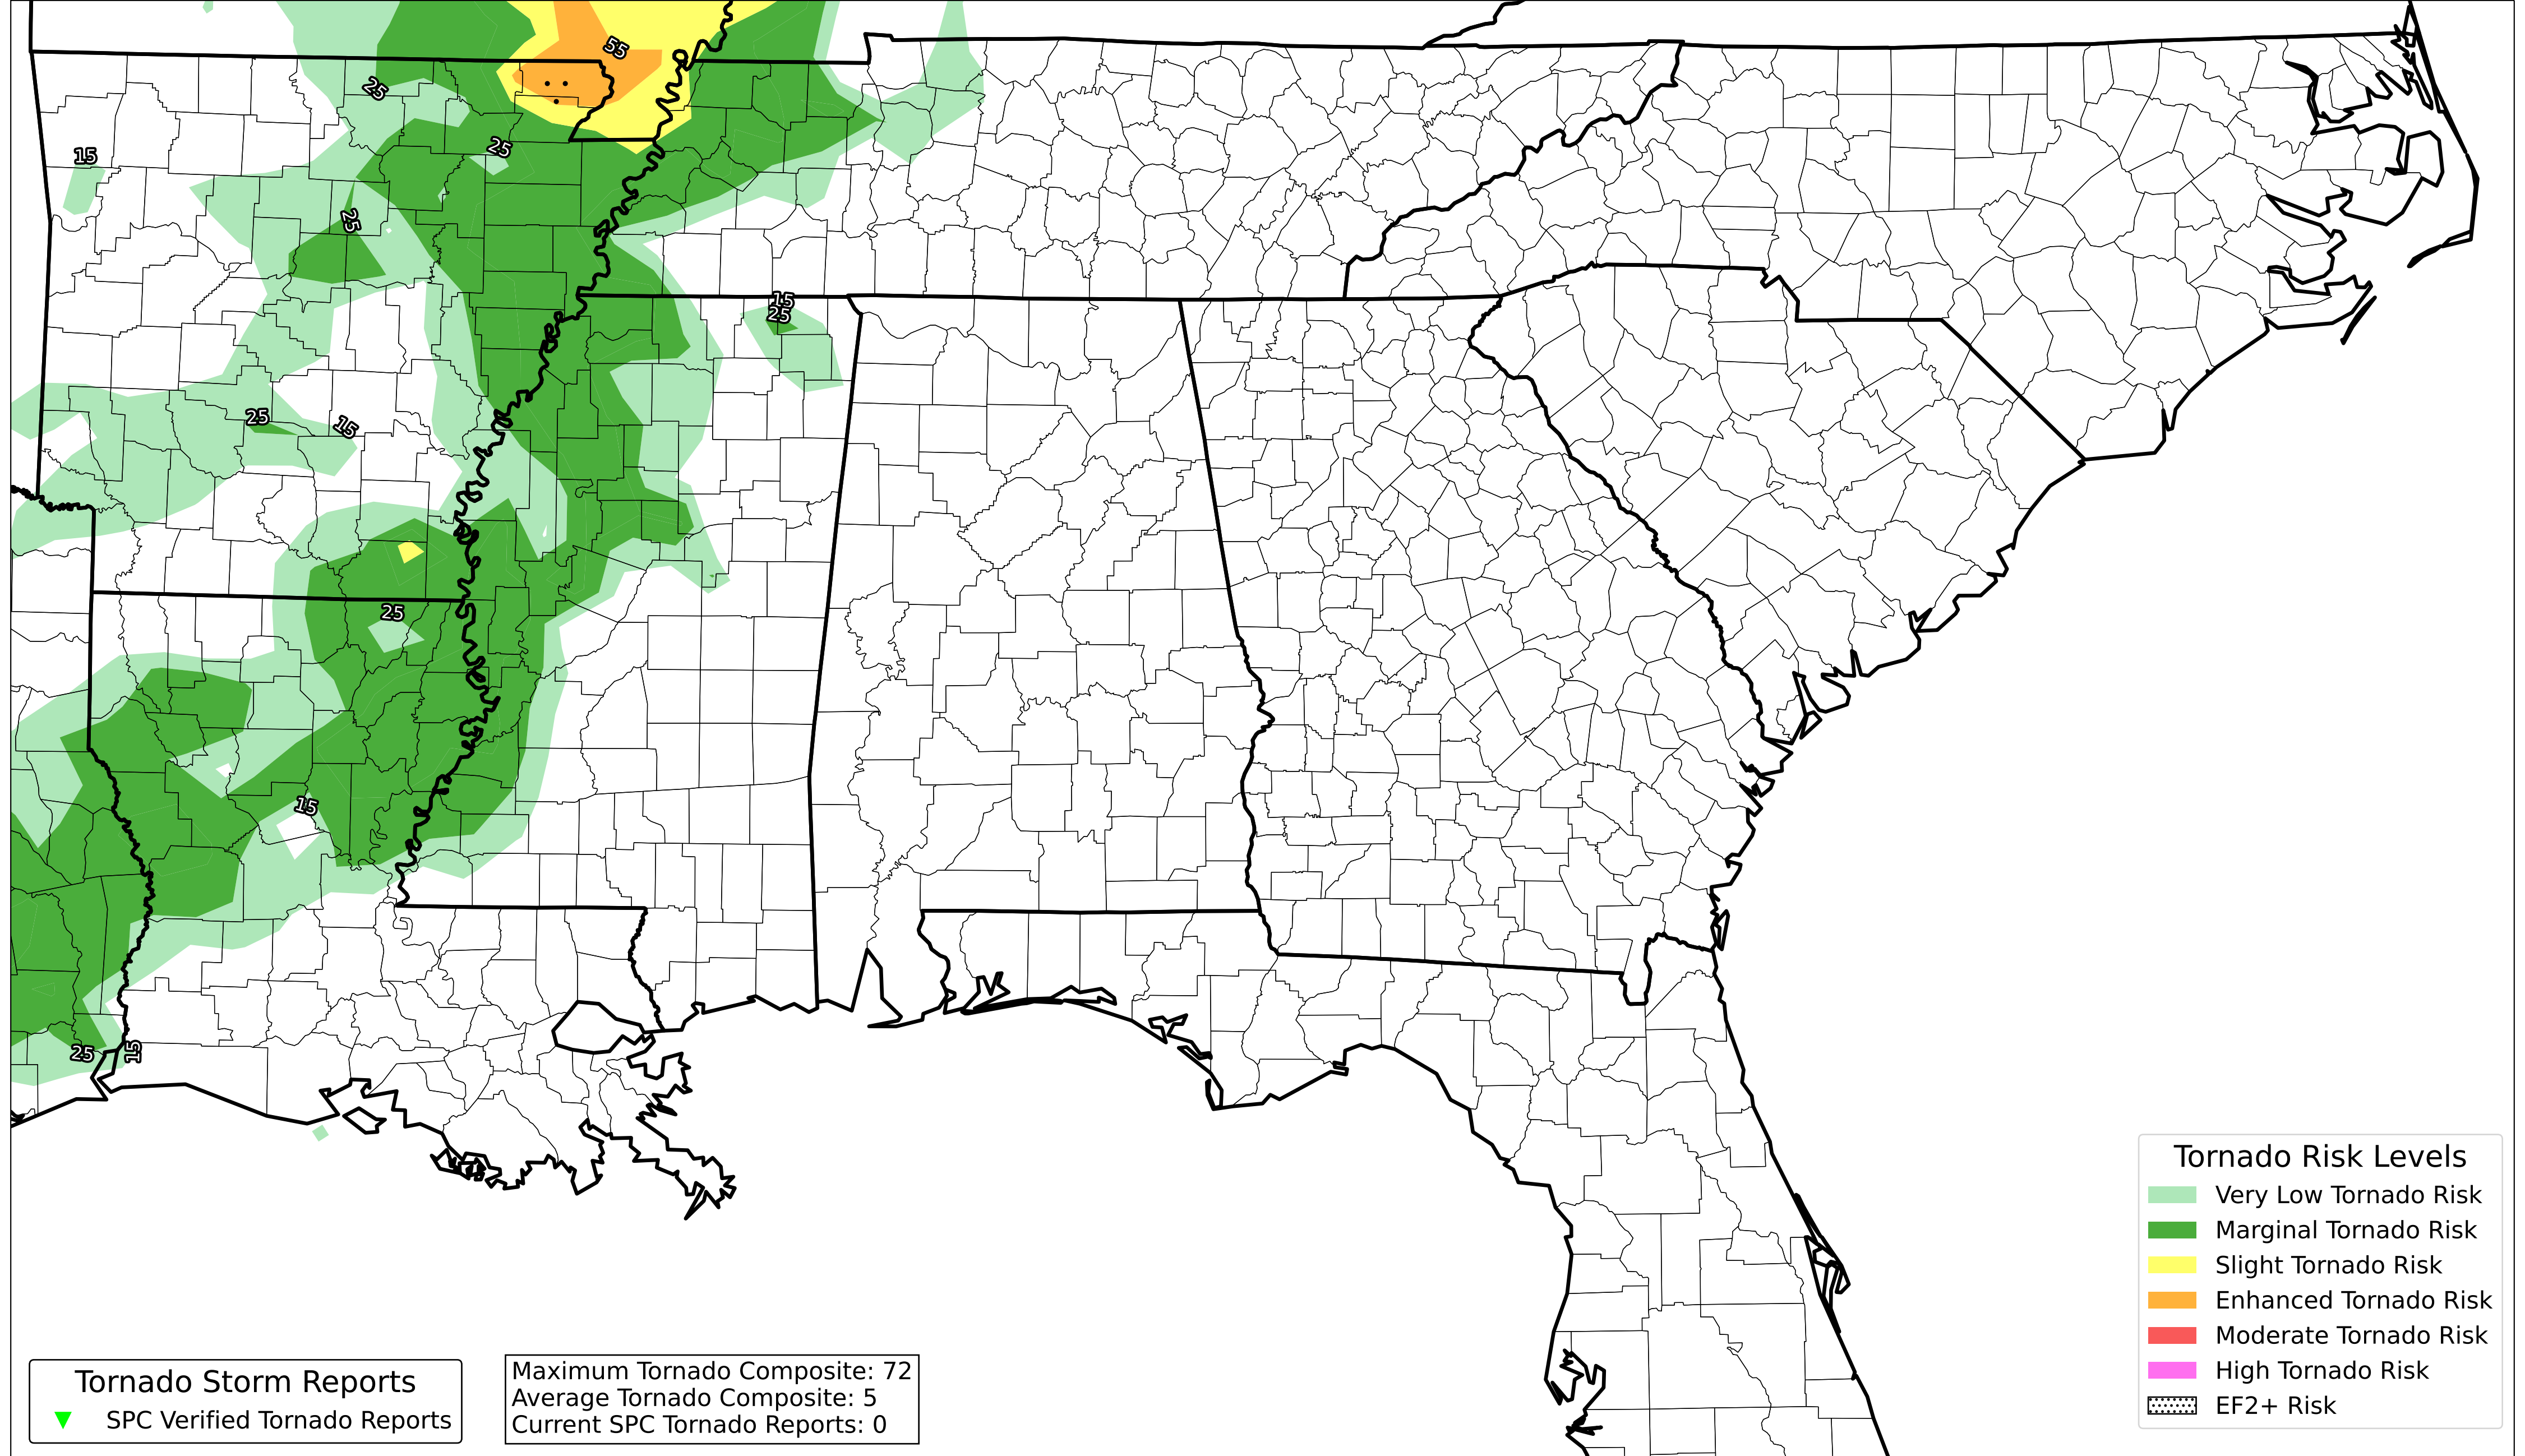 55
25
25
15
25
15
25
25
15
25
15
25
15
Tornado Risk Levels
Very Low Tornado Risk
Marginal Tornado Risk
Slight Tornado Risk
Enhanced Tornado Risk
Moderate Tornado Risk
High Tornado Risk
EF2+ Risk
Tornado Storm Reports
SPC Verified Tornado Reports
Maximum Tornado Composite: 72
Average Tornado Composite: 5
Current SPC Tornado Reports: 0